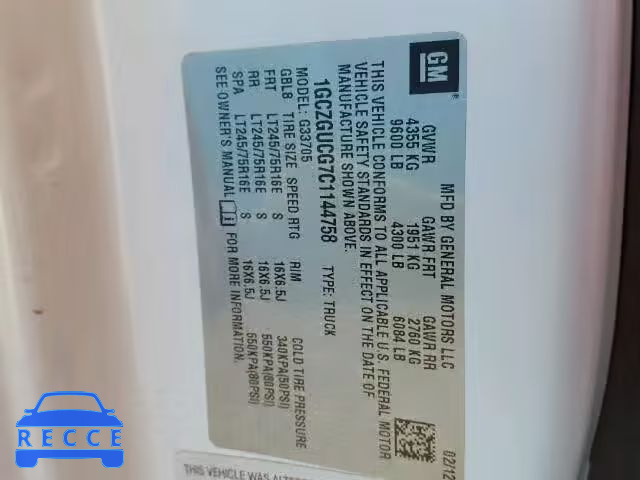 GM
MFD BY GENERAL MOTORS LLC 02/12
GVWR GAWR FRT GAWR RR
4355 KG 1951 KG 2760 KG
9600 LB 4300 LB 6084 LB
THIS VEHICLE CONFORMS TO ALL APPLICABLE U.S. FEDERAL MOTOR
VEHICLE SAFETY STANDARDS IN EFFECT ON THE DATE OF
MANUFACTURE SHOWN ABOVE.
1GCZGUCG7C1144758 TYPE: TRUCK
MODEL: G33705
GBL8 TIRE SIZE SPEED RTG RIM COLD TIRE PRESSURE
FRT LT245/75R16E S 16X6.5J 340KPA(50PSI)
RR LT245/75R16E S 16X6.5J 550KPA(80PSI)
SPA LT245/75R16E S 16X6.5J 550KPA(80PSI)
SEE OWNER'S MANUAL FOR MORE INFORMATION.
THIS VEHICLE WAS
RECCE